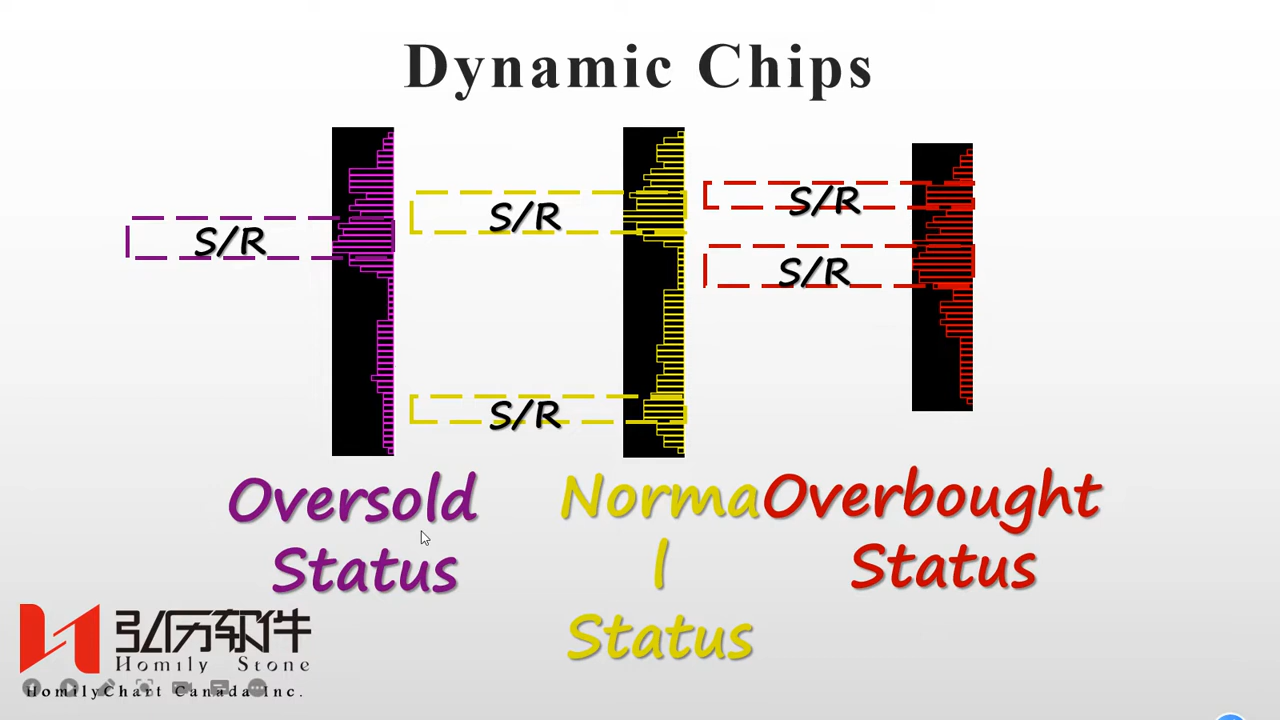 Dynamic Chips
S/R
S/R
S/R
S/R
S/R
Oversold
Status
Norma
l
Status
Overbought
Status
弘历软件
Homily Stone
HomilyChart Canada Inc.